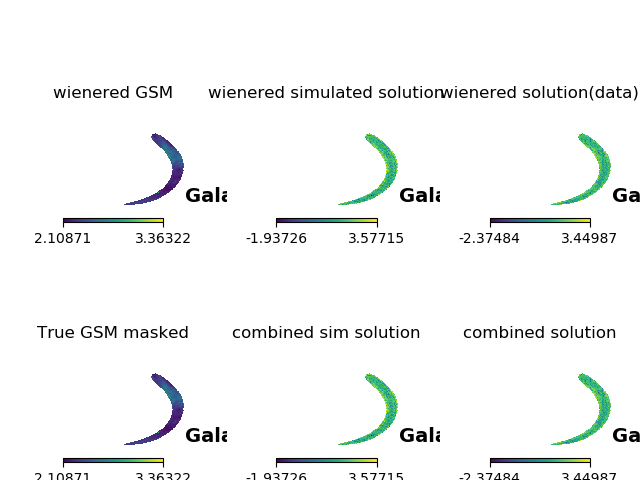 wienered GSM
wienered simulated solution
wienered solution(data)
Gala
Gala
Ga
2.10871 3.36322
-1.93726 3.57715
-2.37484 3.44987
True GSM masked
combined sim solution
combined solution
Gala
Gala
Ga
2.10871 3.36322
-1.93726 3.57715
-2.37484 3.44987